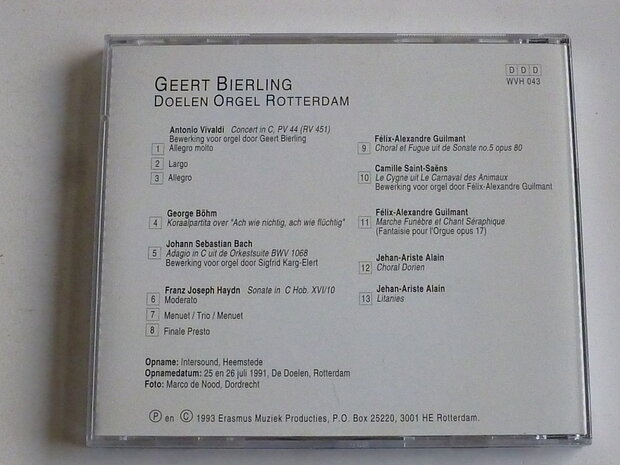 GEERT BIERLING
DOELEN ORGEL ROTTERDAM
D D D
WVH 043
Antonio Vivaldi Concert in C, PV 44 (RV 451)
Bewerking voor orgel door Geert Bierling
1 Allegro molto
2 Largo
3 Allegro
George Böhm
4 Koraalpartita over "Ach wie nichtig, ach wie flüchtig"
Johann Sebastian Bach
5 Adagio in C uit de Orkestsuite BWV 1068
Bewerking voor orgel door Sigfrid Karg-Elert
Franz Joseph Haydn Sonate in C Hob. XVI/10
6 Moderato
7 Menuet / Trio / Menuet
8 Finale Presto
Félix-Alexandre Guilmant
9 Choral et Fugue uit de Sonate no.5 opus 80
Camille Saint-Saëns
10 Le Cygne uit Le Carnaval des Animaux
Bewerking voor orgel door Félix-Alexandre Guilmant
Félix-Alexandre Guilmant
11 Marche Funèbre et Chant Séraphique
(Fantaisie pour l'Orgue opus 17)
Jehan-Ariste Alain
12 Choral Dorien
Jehan-Ariste Alain
13 Litanies
Opname: Intersound, Heemstede
Opnamedatum: 25 en 26 juli 1991, De Doelen, Rotterdam
Foto: Marco de Nood, Dordrecht
Ⓟ en © 1993 Erasmus Muziek Producties, P.O. Box 25220, 3001 HE Rotterdam.